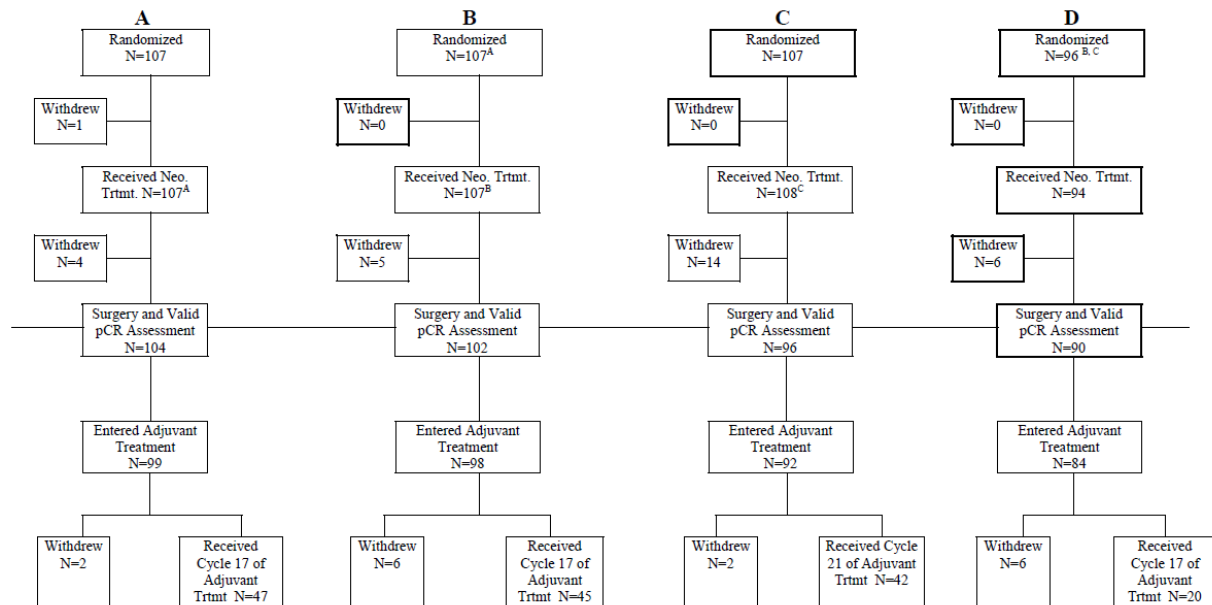 A
Randomized
N=107
Withdrew
N=1
Received Neo.
Trtmt. N=107A
Withdrew
N=4
Surgery and Valid
pCR Assessment
N=104
Entered Adjuvant
Treatment
N=99
Withdrew
N=2
Received
Cycle 17 of
Adjuvant
Trtmt N=47
B
Randomized
N=107A
Withdrew
N=0
Received Neo. Trtmt.
N=107B
Withdrew
N=5
Surgery and Valid
pCR Assessment
N=102
Entered Adjuvant
Treatment
N=98
Withdrew
N=6
Received
Cycle 17 of
Adjuvant
Trtmt N=45
C
Randomized
N=107
Withdrew
N=0
Received Neo. Trtmt.
N=108C
Withdrew
N=14
Surgery and Valid
pCR Assessment
N=96
Entered Adjuvant
Treatment
N=92
Withdrew
N=2
Received Cycle
21 of Adjuvant
Trtmt N=42
D
Randomized
N=96 B, C
Withdrew
N=0
Received Neo. Trtmt.
N=94
Withdrew
N=6
Surgery and Valid
pCR Assessment
N=90
Entered Adjuvant
Treatment
N=84
Withdrew
N=6
Received
Cycle 17 of
Adjuvant
Trtmt N=20